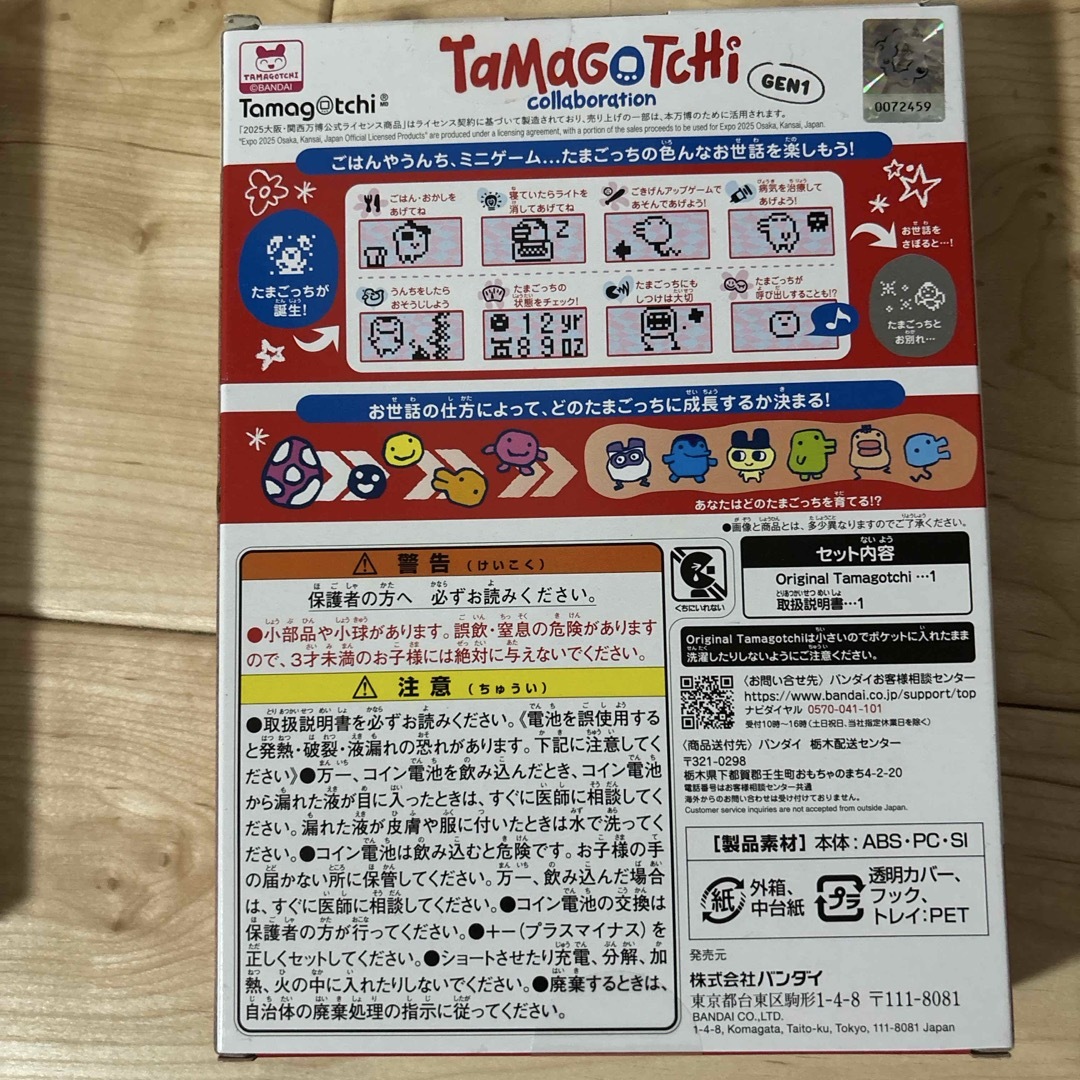 TAMAGOTCHI
©BANDAI
Tamagotchi
TaMaGOTCHi
collaboration
GEN1
0072459
「2025大阪・関西万博公式ライセンス商品」はライセンス契約に基づいて製造されており、売り上げの一部は、本万博のために活用されます。
"Expo 2025 Osaka, Kansai, Japan Official Licensed Products" are produced under a licensing agreement, with a portion of the sales proceeds to be used for Expo 2025 Osaka, Kansai, Japan.
ごはんやうんち、ミニゲーム…たまごっちの色んなお世話を楽しもう!
たまごっちが
誕生!
ごはん・おかしを
あげてね
寝ていたらライトを
消してあげてね
ごきげんアップゲームで
あそんであげよう!
病気を治療して
あげよう!
お世話を
さぼると…!
うんちをしたら
おそうじしよう
たまごっちの
状態をチェック!
12yr
89oz
たまごっちにも
しつけは大切
たまごっちが
呼び出しすることも!?
たまごっちと
お別れ…
お世話の仕方によって、どのたまごっちに成長するか決まる!
あなたはどのたまごっちを育てる!?
●画像と商品とは、多少異なりますのでご了承ください。
警告(けいこく)
保護者の方へ 必ずお読みください。
●小部品や小球があります。誤飲・窒息の危険があります
ので、3才未満のお子様には絶対に与えないでください。
注意(ちゅうい)
●取扱説明書を必ずお読みください。《電池を誤使用する
と発熱・破裂・液漏れの恐れがあります。下記に注意してく
ださい》●万一、コイン電池を飲み込んだとき、コイン電池
から漏れた液が目に入ったときは、すぐに医師に相談してく
ださい。漏れた液が皮膚や服に付いたときは水で洗ってく
ださい。●コイン電池は飲み込むと危険です。お子様の手
の届かない所に保管してください。万一、飲み込んだ場合
は、すぐに医師に相談してください。●コイン電池の交換は
保護者の方が行ってください。●+−(プラスマイナス)を
正しくセットしてください。●ショートさせたり充電、分解、加
熱、火の中に入れたりしないでください。●廃棄するときは、
自治体の廃棄処理の指示に従ってください。
くちにいれない
セット内容
Original Tamagotchi …1
取扱説明書…1
Original Tamagotchiは小さいのでポケットに入れたまま
洗濯したりしないようにご注意ください。
〈お問い合せ先〉バンダイお客様相談センター
https://www.bandai.co.jp/support/top
ナビダイヤル 0570-041-101
受付10時〜16時(土日祝日、当社指定休業日を除く)
〈商品送付先〉バンダイ 栃木配送センター
〒321-0298
栃木県下都賀郡壬生町おもちゃのまち4-2-20
電話番号はお客様相談センター共通
海外からのお問い合わせは受け付けておりません。
Customer service inquiries are not accepted from outside Japan.
[製品素材] 本体:ABS・PC・SI
紙
外箱、
中台紙
プラ
透明カバー、
フック、
トレイ:PET
発売元
株式会社バンダイ
東京都台東区駒形1-4-8 〒111-8081
BANDAI CO.,LTD.
1-4-8, Komagata, Taito-ku, Tokyo, 111-8081 Japan